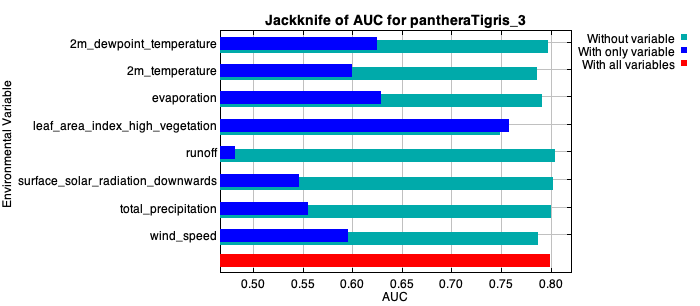 Jackknife of AUC for pantheraTigris_3
Without variable
With only variable
With all variables
Environmental Variable
2m_dewpoint_temperature
2m_temperature
evaporation
leaf_area_index_high_vegetation
runoff
surface_solar_radiation_downwards
total_precipitation
wind_speed
0.50 0.55 0.60 0.65 0.70 0.75 0.80
AUC